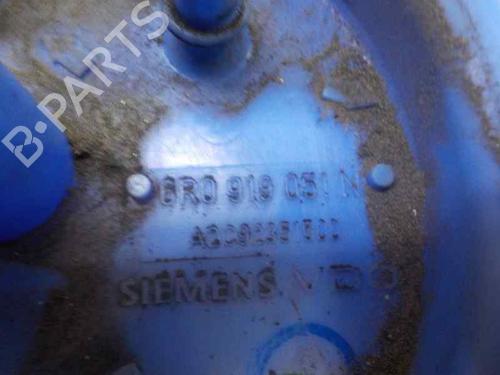 B-PARTS
6R0 919 051 N
SIEMENS VDO